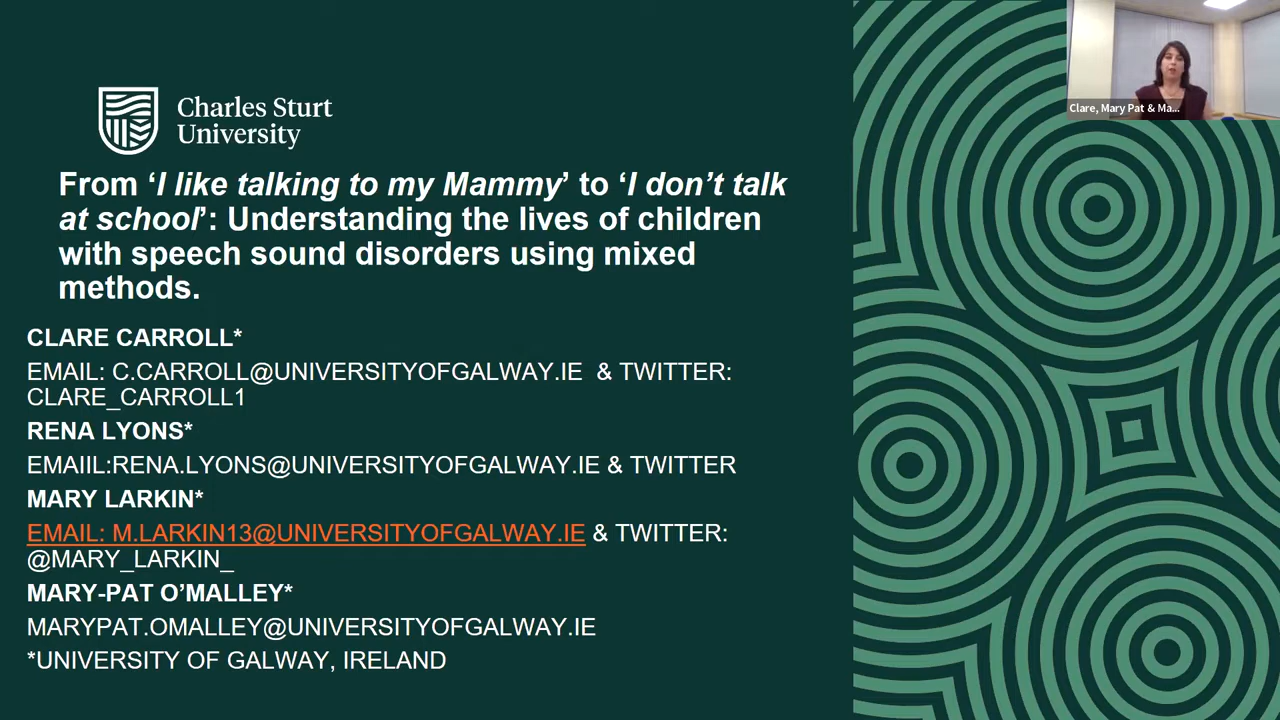 Charles Sturt
University
From ‘I like talking to my Mammy’ to ‘I don’t talk
at school’: Understanding the lives of children
with speech sound disorders using mixed
methods.
CLARE CARROLL*
EMAIL: C.CARROLL@UNIVERSITYOFGALWAY.IE & TWITTER:
CLARE_CARROLL1
RENA LYONS*
EMAIIL:RENA.LYONS@UNIVERSITYOFGALWAY.IE & TWITTER
MARY LARKIN*
EMAIL: M.LARKIN13@UNIVERSITYOFGALWAY.IE & TWITTER:
@MARY_LARKIN_
MARY-PAT O’MALLEY*
MARYPAT.OMALLEY@UNIVERSITYOFGALWAY.IE
*UNIVERSITY OF GALWAY, IRELAND
Clare, Mary Pat & Ma...